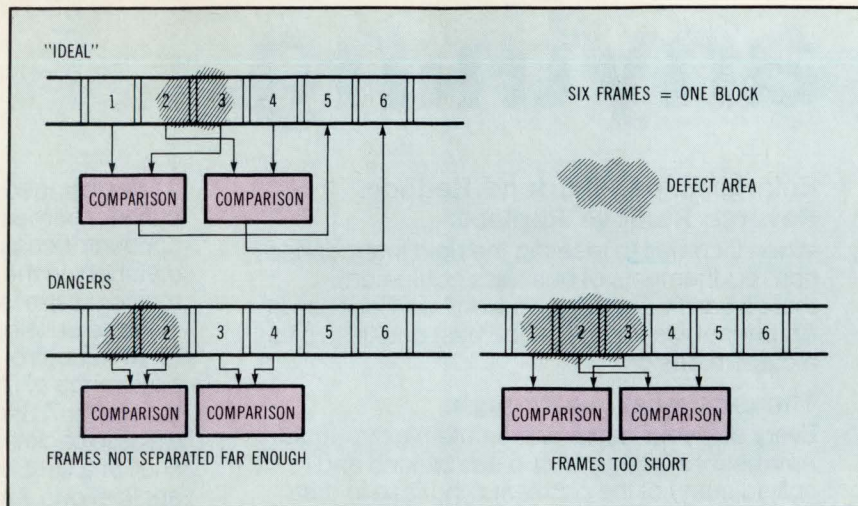 "IDEAL"
1 2 3 4 5 6
SIX FRAMES = ONE BLOCK
COMPARISON COMPARISON
DEFECT AREA
DANGERS
1 2 3 4 5 6
1 2 3 4 5 6
COMPARISON COMPARISON
COMPARISON COMPARISON
FRAMES NOT SEPARATED FAR ENOUGH
FRAMES TOO SHORT